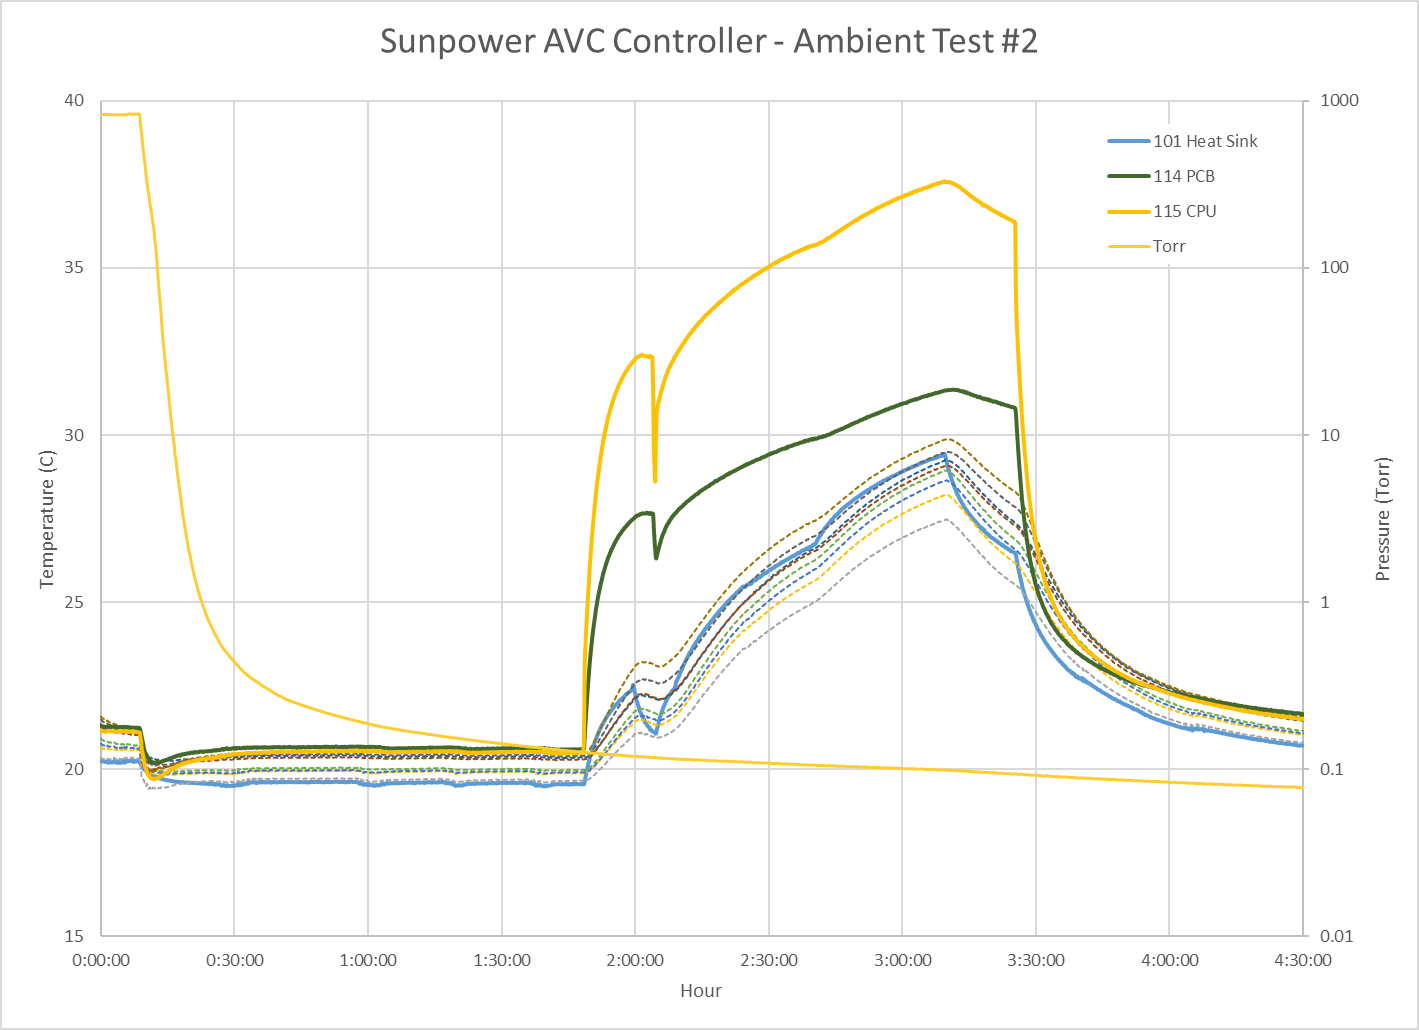 Sunpower AVC Controller - Ambient Test #2
40
35
30
25
20
15
Temperature (C)
1000
100
10
1
0.1
0.01
Pressure (Torr)
101 Heat Sink
114 PCB
115 CPU
Torr
0:00:00 0:30:00 1:00:00 1:30:00 2:00:00 2:30:00 3:00:00 3:30:00 4:00:00 4:30:00
Hour